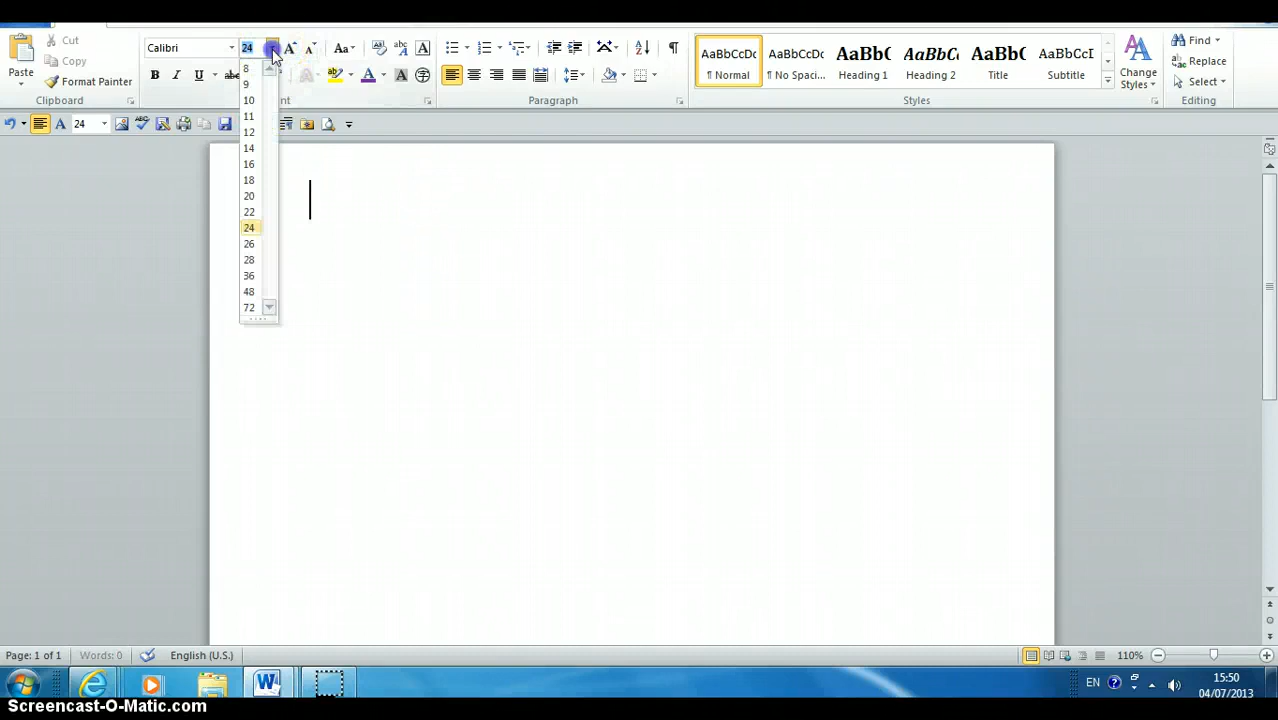 Cut
Copy
Format Painter
Paste
Clipboard
Calibri
24
Aa
8
9
10
11
12
14
16
18
20
22
24
26
28
36
48
72
Paragraph
AaBbCcDc
¶ Normal
AaBbCcDc
¶ No Spaci...
AaBbC
Heading 1
AaBbCc
Heading 2
AaBbC
Title
AaBbCcL
Subtitle
Change
Styles
Styles
Find
Replace
Select
Editing
24
Page: 1 of 1
Words: 0
English (U.S.)
110%
EN
15:50
04/07/2013
Screencast-O-Matic.com